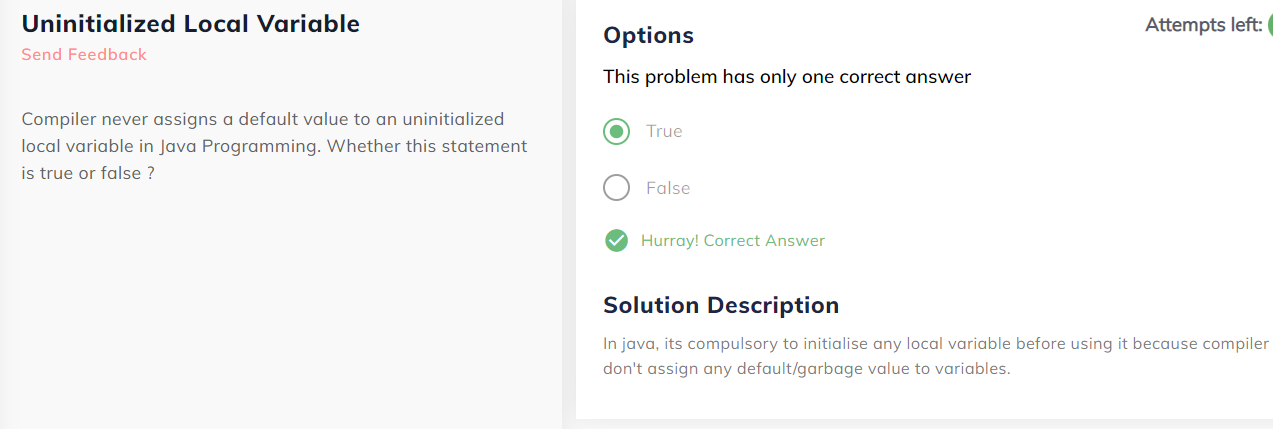 Uninitialized Local Variable
Send Feedback
Compiler never assigns a default value to an uninitialized
local variable in Java Programming. Whether this statement
is true or false ?
Options
Attempts left:
This problem has only one correct answer
True
False
Hurray! Correct Answer
Solution Description
In java, its compulsory to initialise any local variable before using it because compiler
don't assign any default/garbage value to variables.